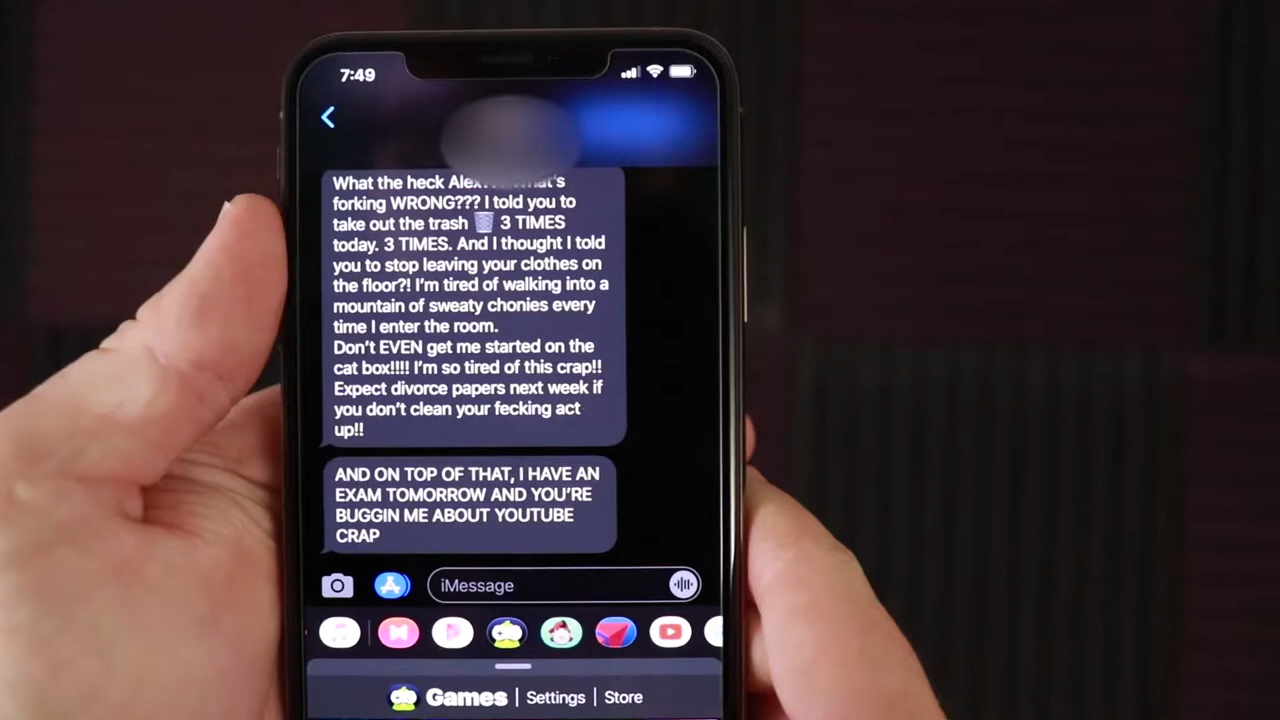 7:49
What the heck Alex What's
forking WRONG??? I told you to
take out the trash 🗑 3 TIMES
today. 3 TIMES. And I thought I told
you to stop leaving your clothes on
the floor?! I'm tired of walking into a
mountain of sweaty chonies every
time I enter the room.
Don't EVEN get me started on the
cat box!!!! I'm so tired of this crap!!
Expect divorce papers next week if
you don't clean your fecking act
up!!
AND ON TOP OF THAT, I HAVE AN
EXAM TOMORROW AND YOU'RE
BUGGIN ME ABOUT YOUTUBE
CRAP
iMessage
Games | Settings | Store